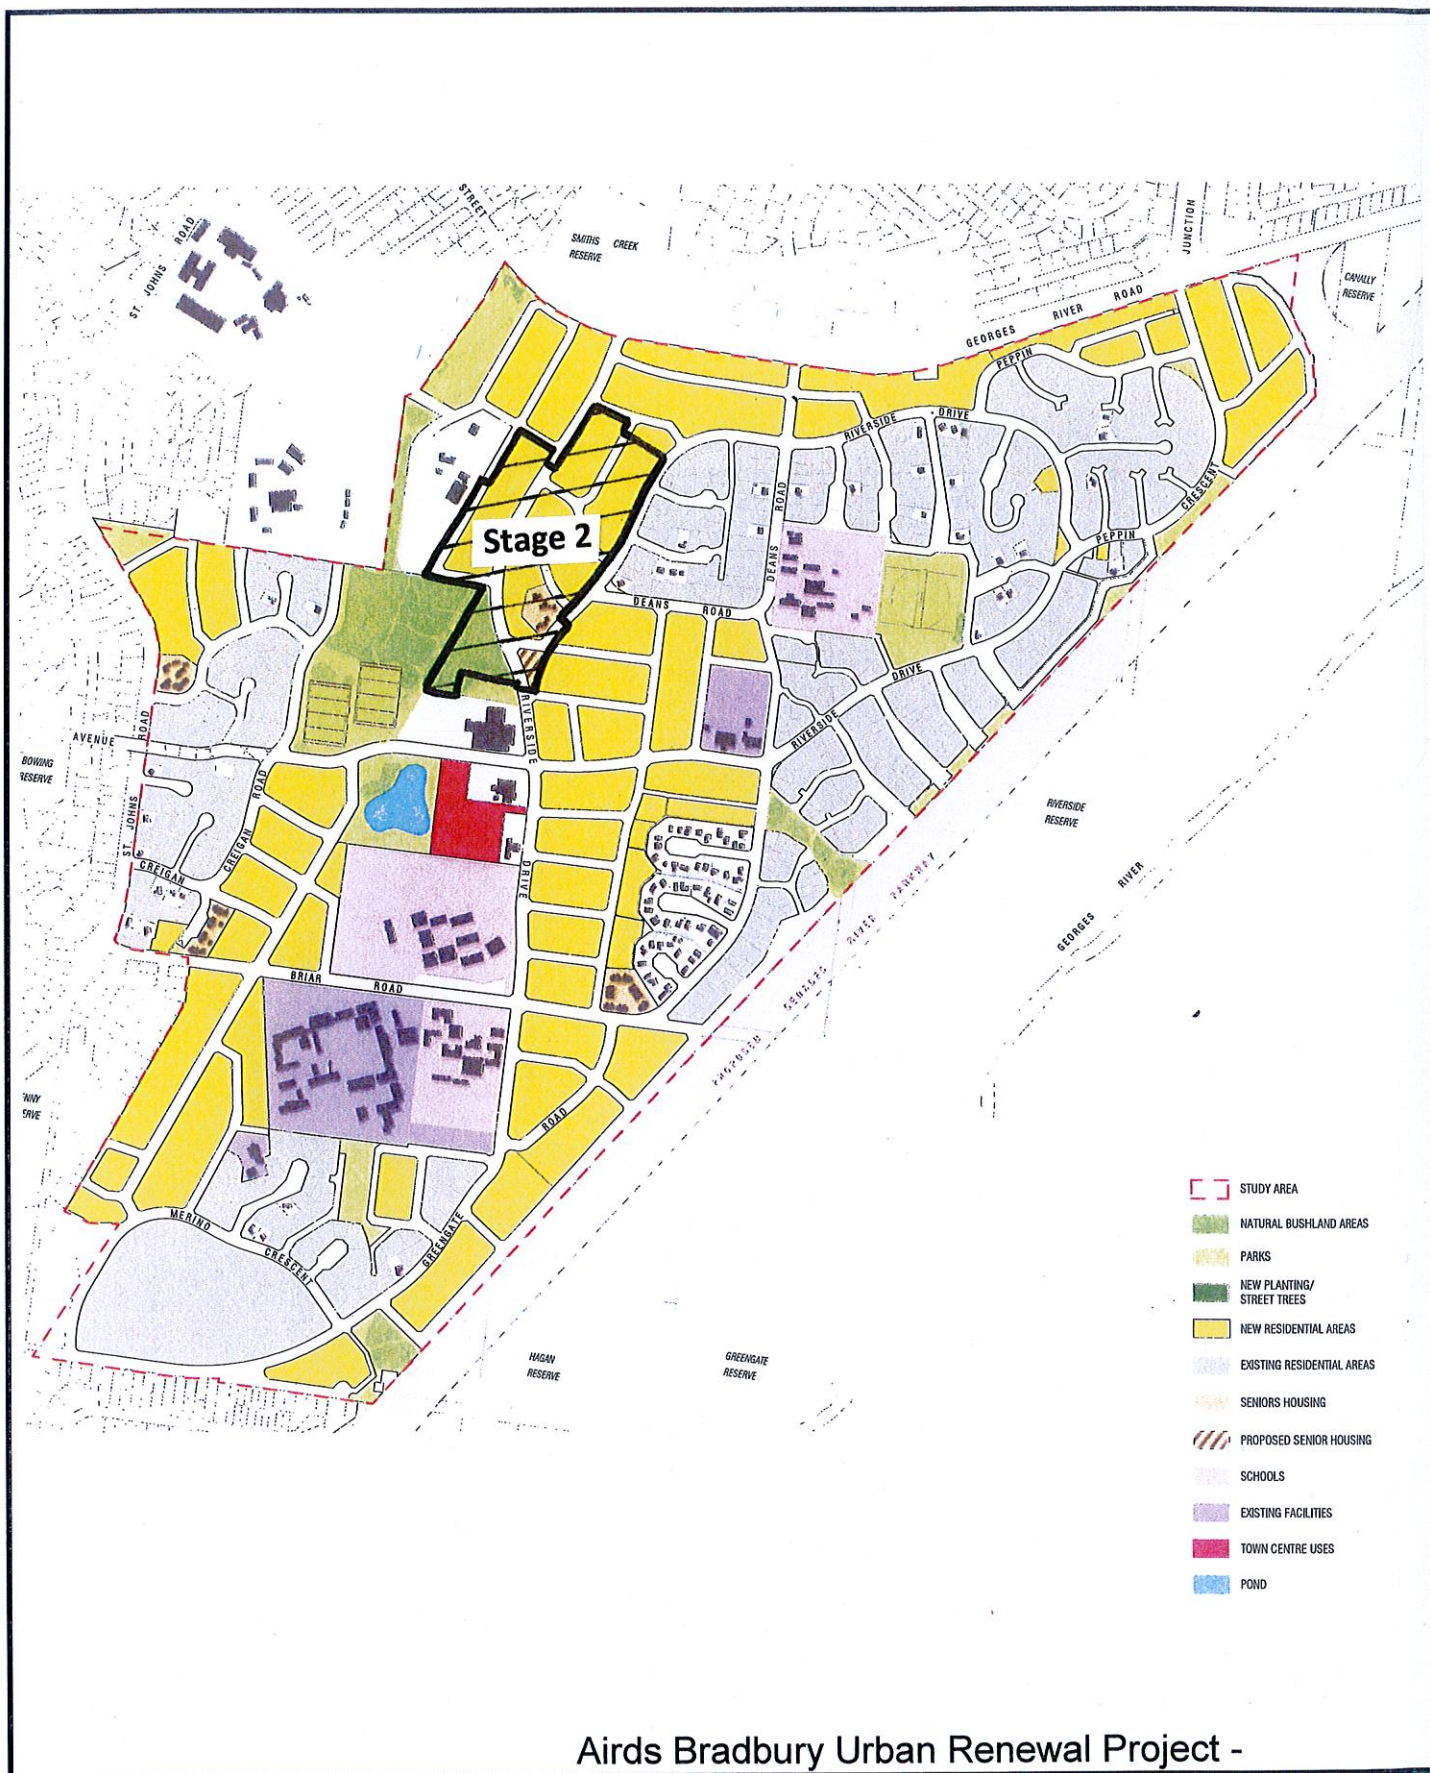 STREET
ST. JOHNS ROAD
SMITHS CREEK
RESERVE
JUNCTION
CANALLY
RESERVE
GEORGES RIVER ROAD
PEPPIN
RIVERSIDE DRIVE
Stage 2
DEANS ROAD
PEPPIN CRESCENT
DEANS ROAD
RIVERSIDE DRIVE
RIVERSIDE DRIVE
AVENUE
ST. JOHNS ROAD
BOWING
RESERVE
CREIGAN ROAD
CREIGAN
RIVERSIDE
RESERVE
GEORGES RIVER
PROPOSED GEORGES RIVER PARKWAY
BRIAR ROAD
GREENGATE ROAD
MERINO CRESCENT
HAGAN
RESERVE
GREENGATE
RESERVE
STUDY AREA
NATURAL BUSHLAND AREAS
PARKS
NEW PLANTING/
STREET TREES
NEW RESIDENTIAL AREAS
EXISTING RESIDENTIAL AREAS
SENIORS HOUSING
PROPOSED SENIOR HOUSING
SCHOOLS
EXISTING FACILITIES
TOWN CENTRE USES
POND
Airds Bradbury Urban Renewal Project -